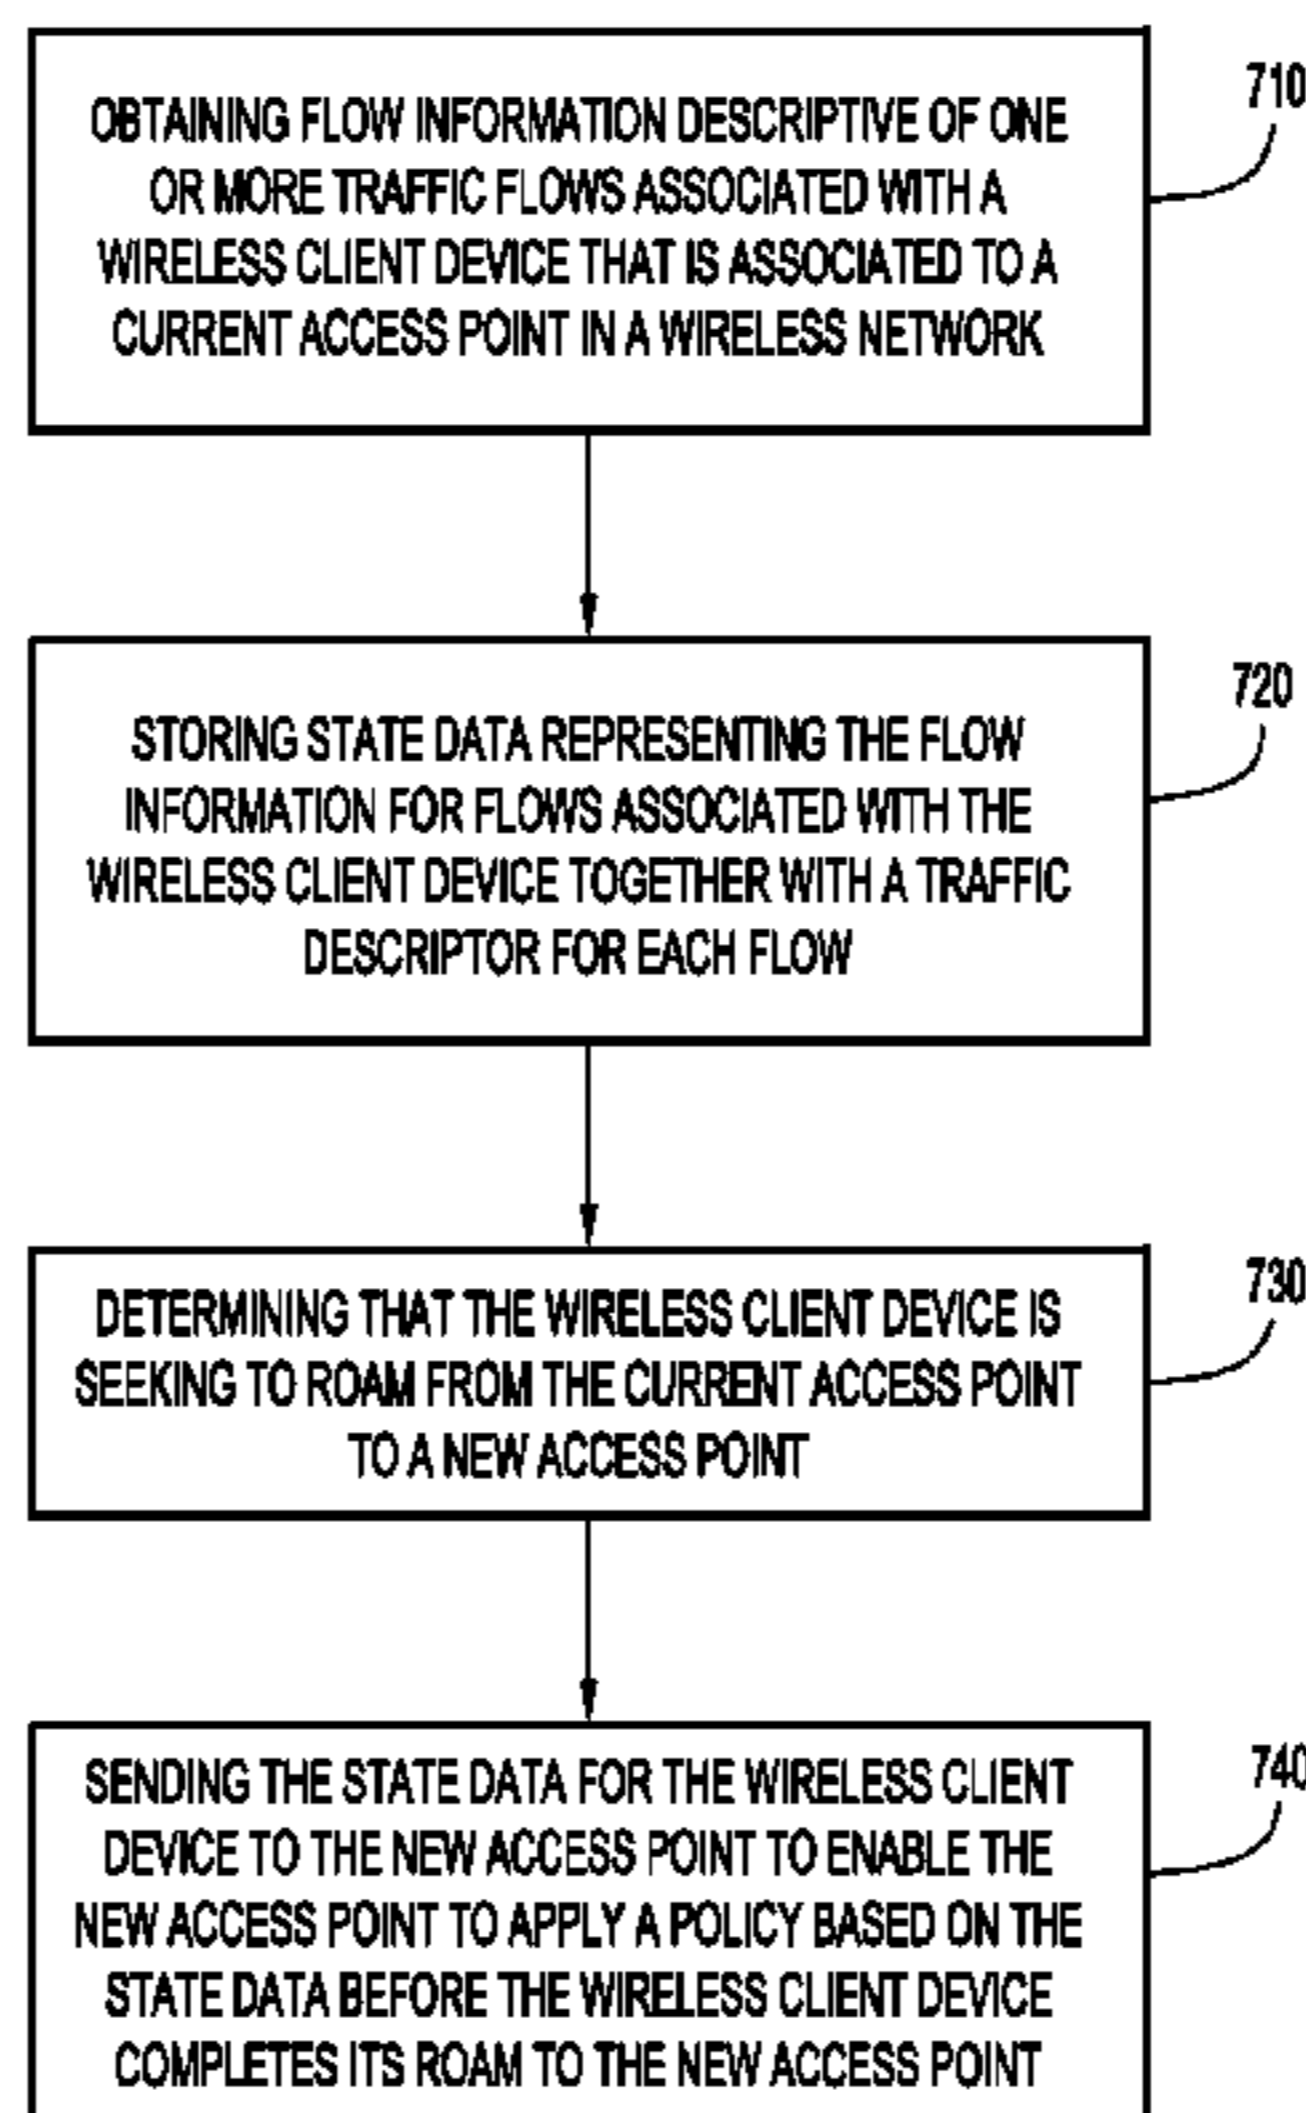 710
OBTAINING FLOW INFORMATION DESCRIPTIVE OF ONE
OR MORE TRAFFIC FLOWS ASSOCIATED WITH A
WIRELESS CLIENT DEVICE THAT IS ASSOCIATED TO A
CURRENT ACCESS POINT IN A WIRELESS NETWORK
720
STORING STATE DATA REPRESENTING THE FLOW
INFORMATION FOR FLOWS ASSOCIATED WITH THE
WIRELESS CLIENT DEVICE TOGETHER WITH A TRAFFIC
DESCRIPTOR FOR EACH FLOW
730
DETERMINING THAT THE WIRELESS CLIENT DEVICE IS
SEEKING TO ROAM FROM THE CURRENT ACCESS POINT
TO A NEW ACCESS POINT
740
SENDING THE STATE DATA FOR THE WIRELESS CLIENT
DEVICE TO THE NEW ACCESS POINT TO ENABLE THE
NEW ACCESS POINT TO APPLY A POLICY BASED ON THE
STATE DATA BEFORE THE WIRELESS CLIENT DEVICE
COMPLETES ITS ROAM TO THE NEW ACCESS POINT